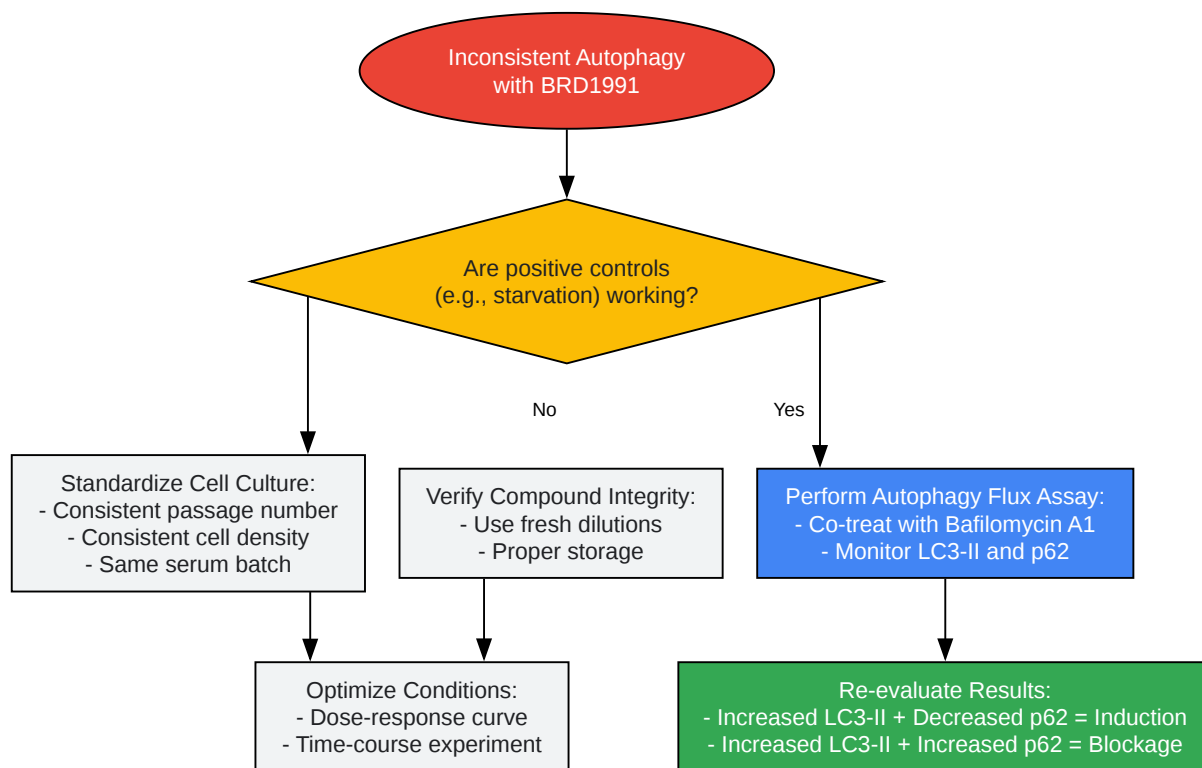 Inconsistent Autophagy
with BRD1991
Are positive controls
(e.g., starvation) working?
No
Yes
Standardize Cell Culture:
- Consistent passage number
- Consistent cell density
- Same serum batch
Verify Compound Integrity:
- Use fresh dilutions
- Proper storage
Perform Autophagy Flux Assay:
- Co-treat with Bafilomycin A1
- Monitor LC3-II and p62
Optimize Conditions:
- Dose-response curve
- Time-course experiment
Re-evaluate Results:
- Increased LC3-II + Decreased p62 = Induction
- Increased LC3-II + Increased p62 = Blockage